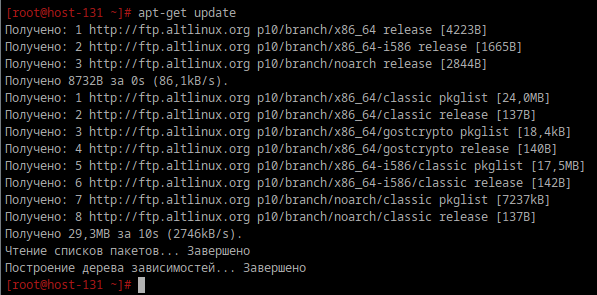 [root@host-131 ~]# apt-get update
Получено: 1 http://ftp.altlinux.org p10/branch/x86_64 release [4223B]
Получено: 2 http://ftp.altlinux.org p10/branch/x86_64-i586 release [1665B]
Получено: 3 http://ftp.altlinux.org p10/branch/noarch release [2844B]
Получено 8732B за 0s (86,1kB/s).
Получено: 1 http://ftp.altlinux.org p10/branch/x86_64/classic pkglist [24,0MB]
Получено: 2 http://ftp.altlinux.org p10/branch/x86_64/classic release [137B]
Получено: 3 http://ftp.altlinux.org p10/branch/x86_64/gostcrypto pkglist [18,4kB]
Получено: 4 http://ftp.altlinux.org p10/branch/x86_64/gostcrypto release [140B]
Получено: 5 http://ftp.altlinux.org p10/branch/x86_64-i586/classic pkglist [17,5MB]
Получено: 6 http://ftp.altlinux.org p10/branch/x86_64-i586/classic release [142B]
Получено: 7 http://ftp.altlinux.org p10/branch/noarch/classic pkglist [7237kB]
Получено: 8 http://ftp.altlinux.org p10/branch/noarch/classic release [137B]
Получено 29,3MB за 10s (2746kB/s).
Чтение списков пакетов... Завершено
Построение дерева зависимостей... Завершено
[root@host-131 ~]#